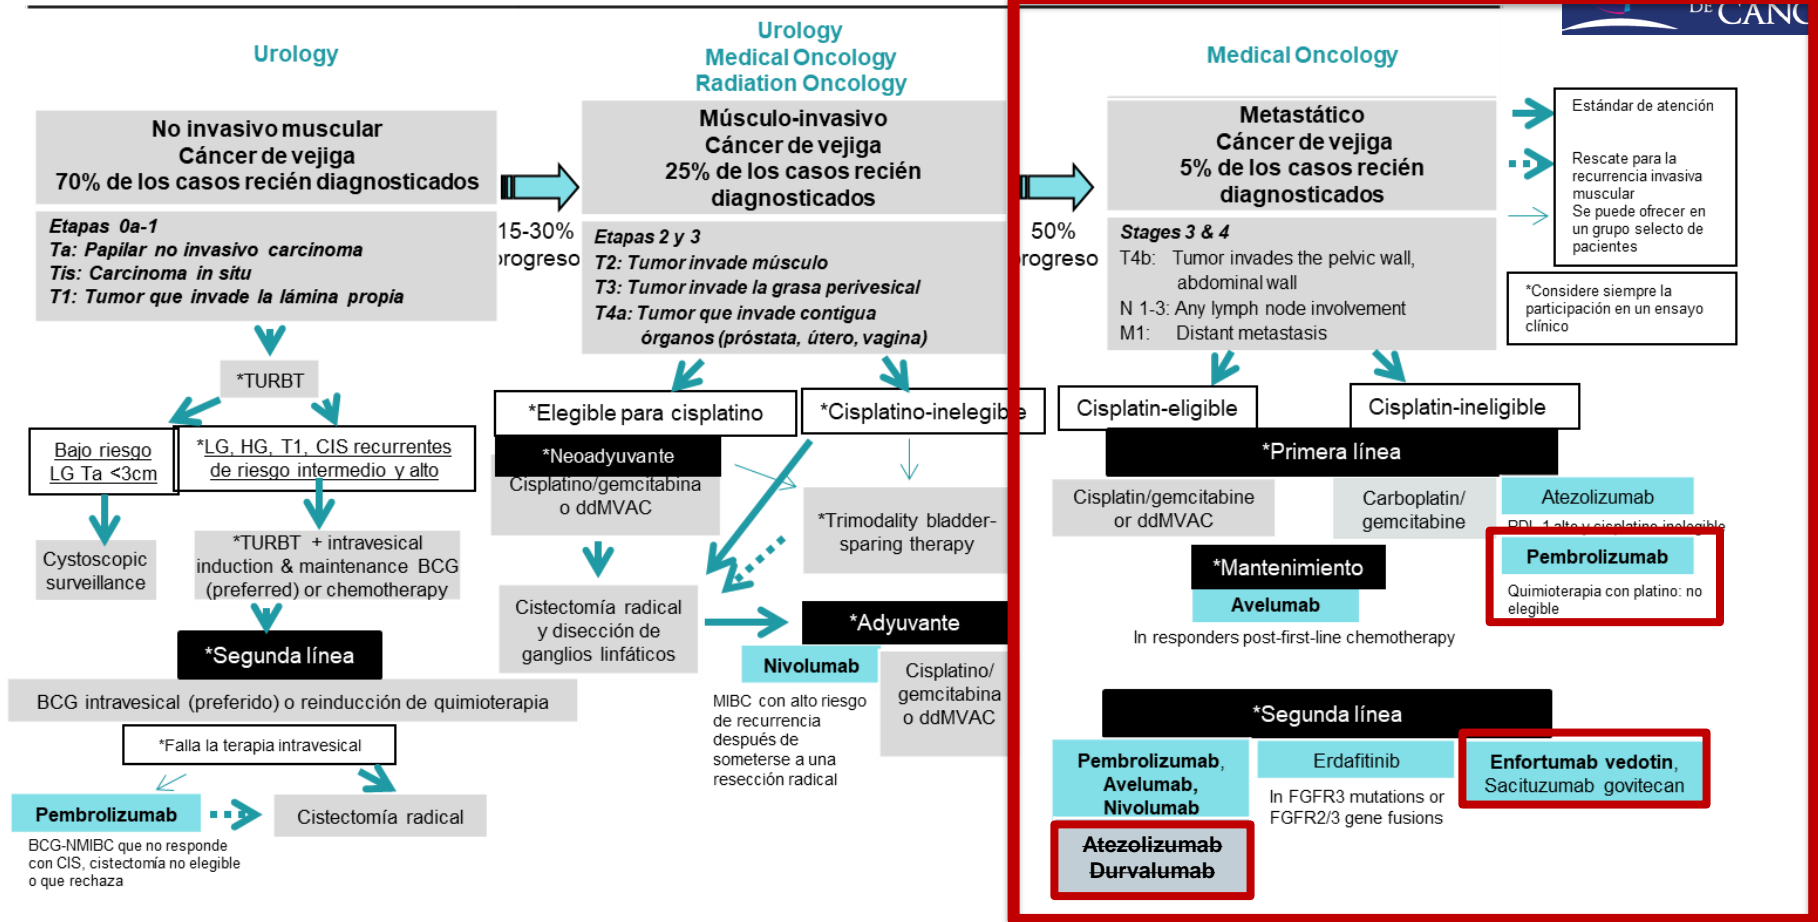 DE CANC
Urology
Urology
Medical Oncology
Radiation Oncology
Medical Oncology
No invasivo muscular
Cáncer de vejiga
70% de los casos recién diagnosticados
Etapas 0a-1
Ta: Papilar no invasivo carcinoma
Tis: Carcinoma in situ
T1: Tumor que invade la lámina propia
15-30%
progreso
Músculo-invasivo
Cáncer de vejiga
25% de los casos recién
diagnosticados
Etapas 2 y 3
T2: Tumor invade músculo
T3: Tumor invade la grasa perivesical
T4a: Tumor que invade contigua
órganos (próstata, útero, vagina)
50%
progreso
Metastático
Cáncer de vejiga
5% de los casos recién
diagnosticados
Stages 3 & 4
T4b: Tumor invades the pelvic wall,
abdominal wall
N 1-3: Any lymph node involvement
M1: Distant metastasis
Estándar de atención
Rescate para la
recurrencia invasiva
muscular
Se puede ofrecer en
un grupo selecto de
pacientes
*Considere siempre la
participación en un ensayo
clínico
*TURBT
Bajo riesgo
LG Ta <3cm
*LG, HG, T1, CIS recurrentes
de riesgo intermedio y alto
Cystoscopic
surveillance
*TURBT + intravesical
induction & maintenance BCG
(preferred) or chemotherapy
*Segunda línea
BCG intravesical (preferido) o reinducción de quimioterapia
*Falla la terapia intravesical
Pembrolizumab
Cistectomía radical
BCG-NMIBC que no responde
con CIS, cistectomía no elegible
o que rechaza
*Elegible para cisplatino
*Cisplatino-inelegible
*Neoadyuvante
Cisplatino/gemcitabina
o ddMVAC
*Trimodality bladder-
sparing therapy
Cistectomía radical
y disección de
ganglios linfáticos
*Adyuvante
Nivolumab
MIBC con alto riesgo
de recurrencia
después de
someterse a una
resección radical
Cisplatino/
gemcitabina
o ddMVAC
Cisplatin-eligible
Cisplatin-ineligible
*Primera línea
Cisplatin/gemcitabine
or ddMVAC
Carboplatin/
gemcitabine
Atezolizumab
PDL-1 alto y cisplatino inelegible
Pembrolizumab
Quimioterapia con platino: no
elegible
*Mantenimiento
Avelumab
In responders post-first-line chemotherapy
*Segunda línea
Pembrolizumab,
Avelumab,
Nivolumab
Atezolizumab
Durvalumab
Erdafitinib
In FGFR3 mutations or
FGFR2/3 gene fusions
Enfortumab vedotin,
Sacituzumab govitecan